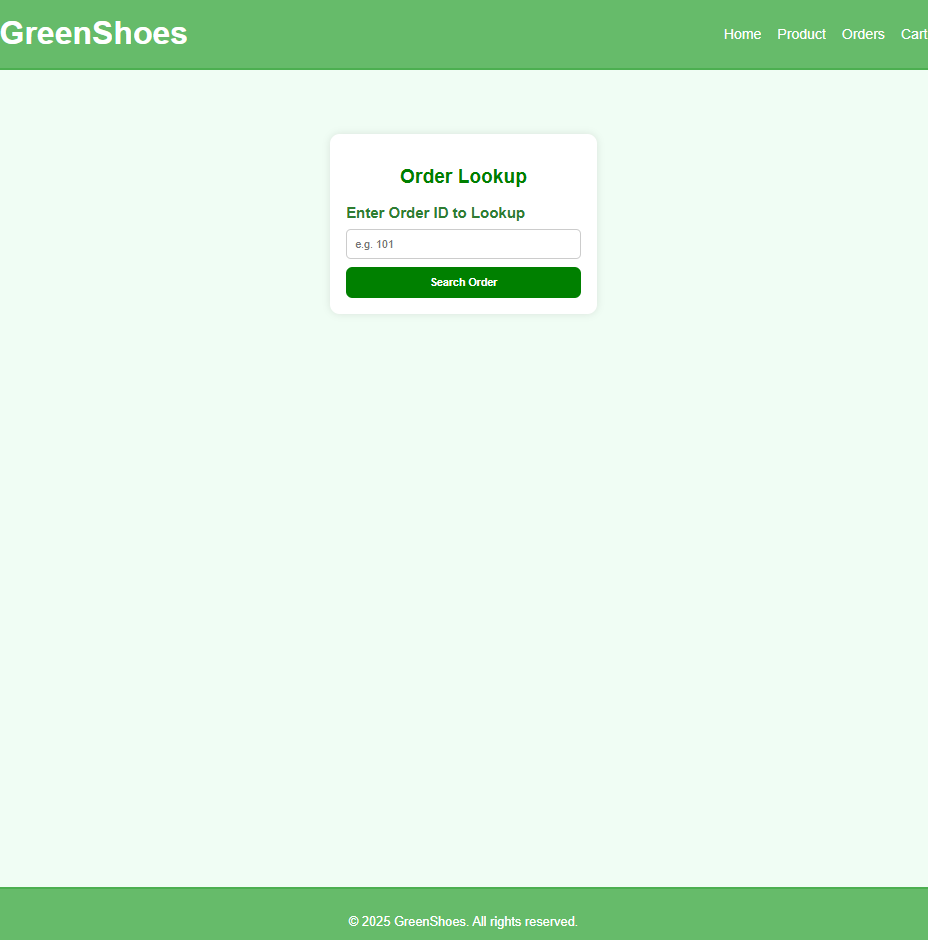 GreenShoes
Home Product Orders Cart
Order Lookup
Enter Order ID to Lookup
e.g. 101
Search Order
© 2025 GreenShoes. All rights reserved.